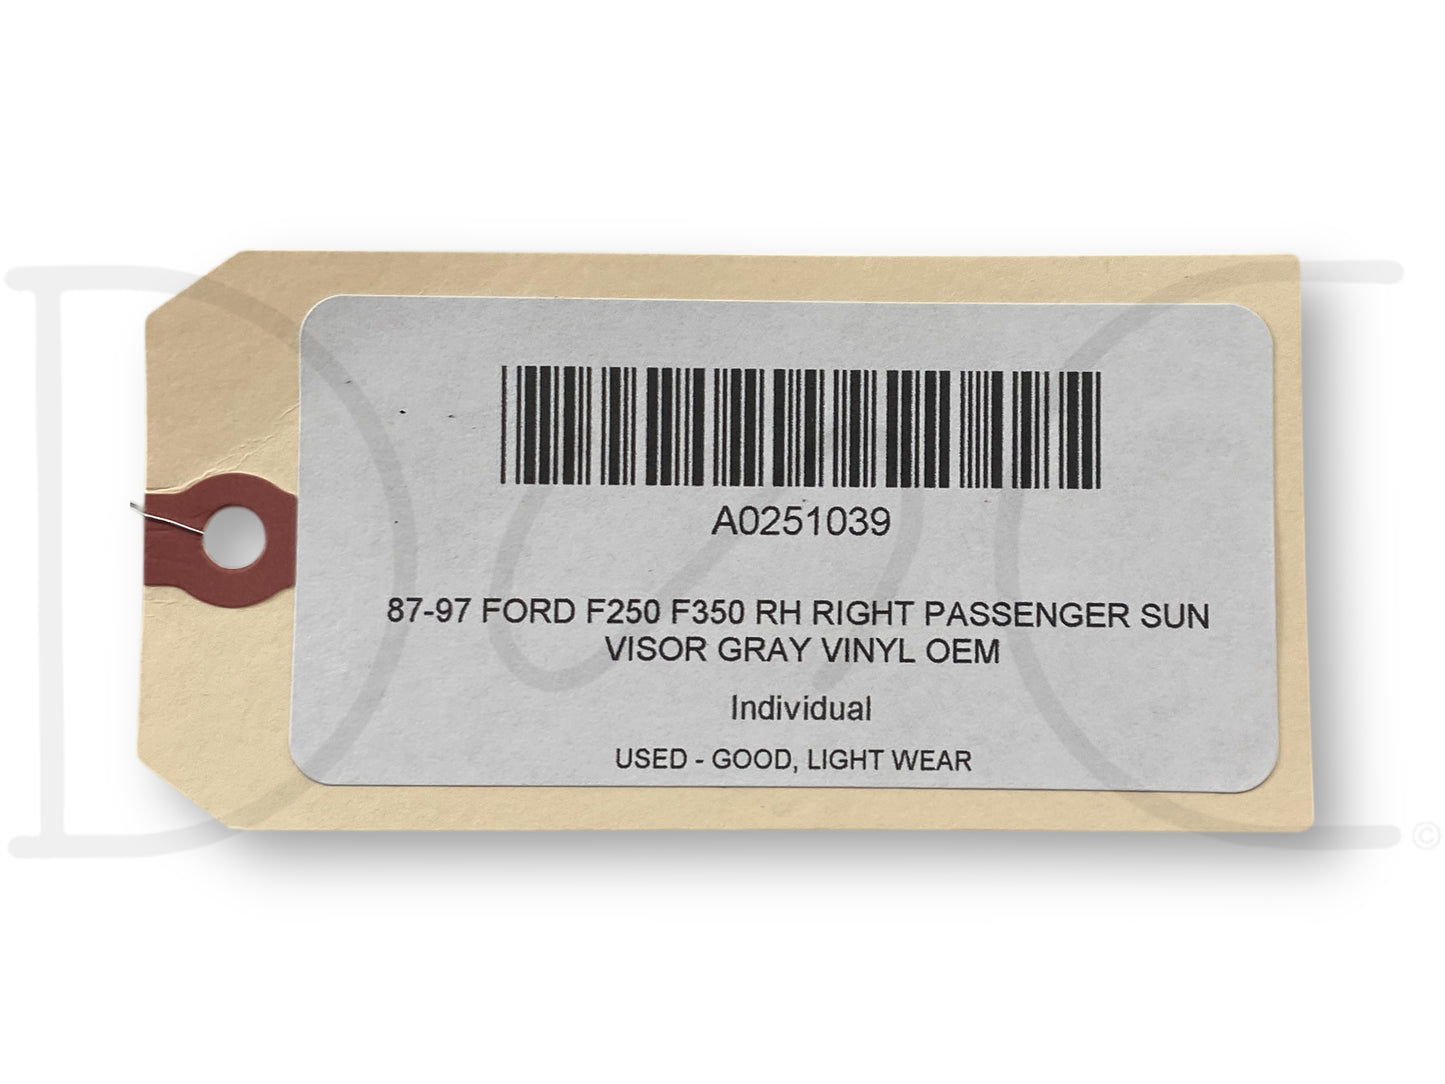 A0251039
87-97 FORD F250 F350 RH RIGHT PASSENGER SUN
VISOR GRAY VINYL OEM
Individual
USED - GOOD, LIGHT WEAR
©